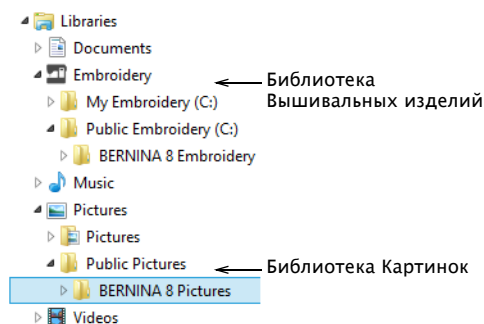 Libraries
Documents
Embroidery
Библиотека
Вышивальных изделий
My Embroidery (C:)
Public Embroidery (C:)
BERNINA 8 Embroidery
Music
Pictures
Pictures
Public Pictures
Библиотека Картинок
BERNINA 8 Pictures
Videos